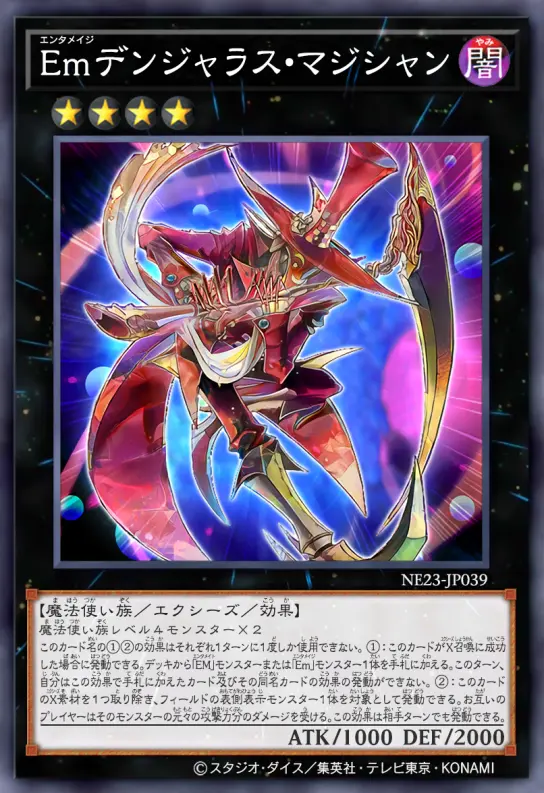 エンタメイジ
Emデンジャラス・マジシャン
やみ
闇
NE23-JP039
【魔法使い族／エクシーズ／効果】
魔法使い族レベル４モンスター×２
このカード名の①②の効果はそれぞれ1ターンに1度しか使用できない。①：このカードがX召喚に成功
した場合に発動できる。デッキから「EM」モンスターまたは「Em」モンスター1体を手札に加える。このターン、
自分はこの効果で手札に加えたカード及びその同名カードの効果の発動ができない。②：このカード
のX素材を1つ取り除き、フィールドの表側表示モンスター1体を対象として発動できる。お互いの
プレイヤーはそのモンスターの元々の攻撃力分のダメージを受ける。この効果は相手ターンでも発動できる。
ATK/1000 DEF/2000
©スタジオ・ダイス／集英社・テレビ東京・KONAMI